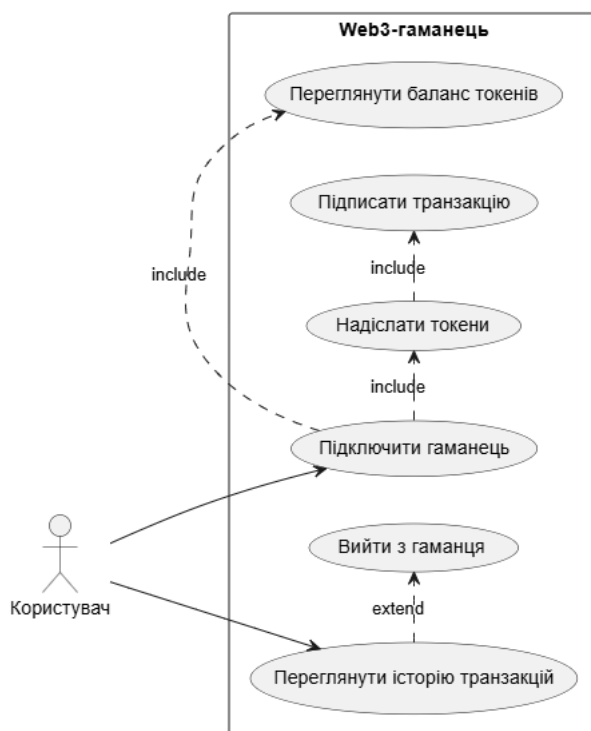 Web3-гаманець
Переглянути баланс токенів
Підписати транзакцію
include
include
Надіслати токени
include
Підключити гаманець
Вийти з гаманця
Користувач
extend
Переглянути історію транзакцій